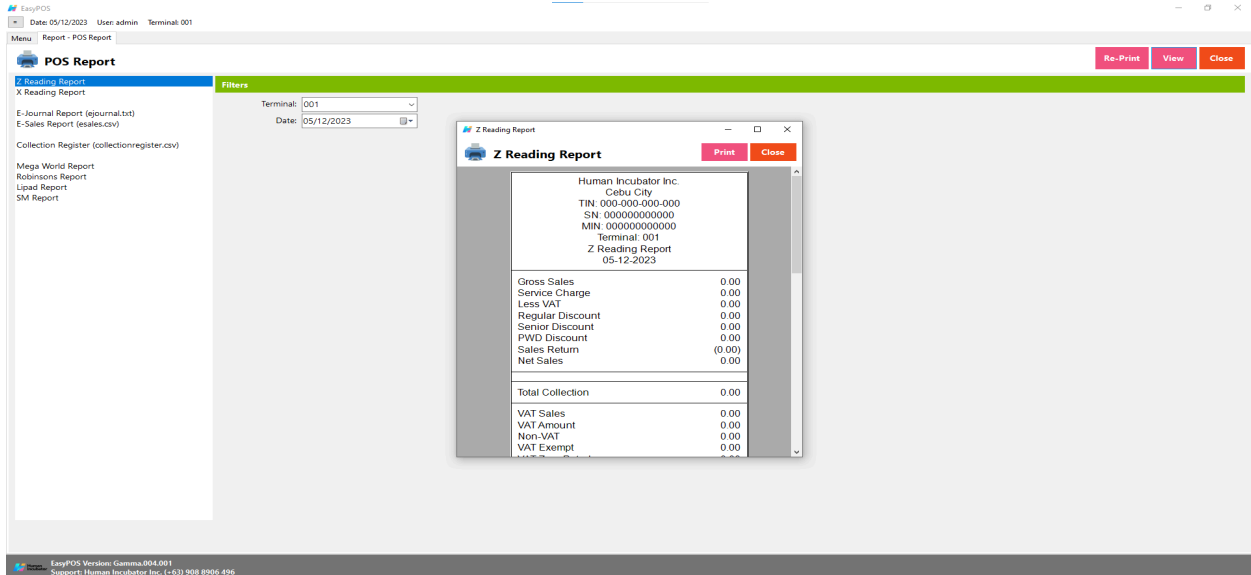 EasyPOS
Date: 05/12/2023 User: admin Terminal: 001
Menu Report - POS Report
POS Report
Re-Print View Close
Z Reading Report
X Reading Report
E-Journal Report (ejournal.txt)
E-Sales Report (esales.csv)
Collection Register (collectionregister.csv)
Mega World Report
Robinsons Report
Lipad Report
SM Report
Filters
Terminal: 001
Date: 05/12/2023
Z Reading Report
Z Reading Report
Print Close
Human Incubator Inc.
Cebu City
TIN: 000-000-000-000
SN: 000000000000
MIN: 000000000000
Terminal: 001
Z Reading Report
05-12-2023
Gross Sales 0.00
Service Charge 0.00
Less VAT 0.00
Regular Discount 0.00
Senior Discount 0.00
PWD Discount 0.00
Sales Return (0.00)
Net Sales 0.00
Total Collection 0.00
VAT Sales 0.00
VAT Amount 0.00
Non-VAT 0.00
VAT Exempt 0.00
Human Incubator
EasyPOS Version: Gamma.004.001
Support: Human Incubator Inc. (+63) 908 8906 496